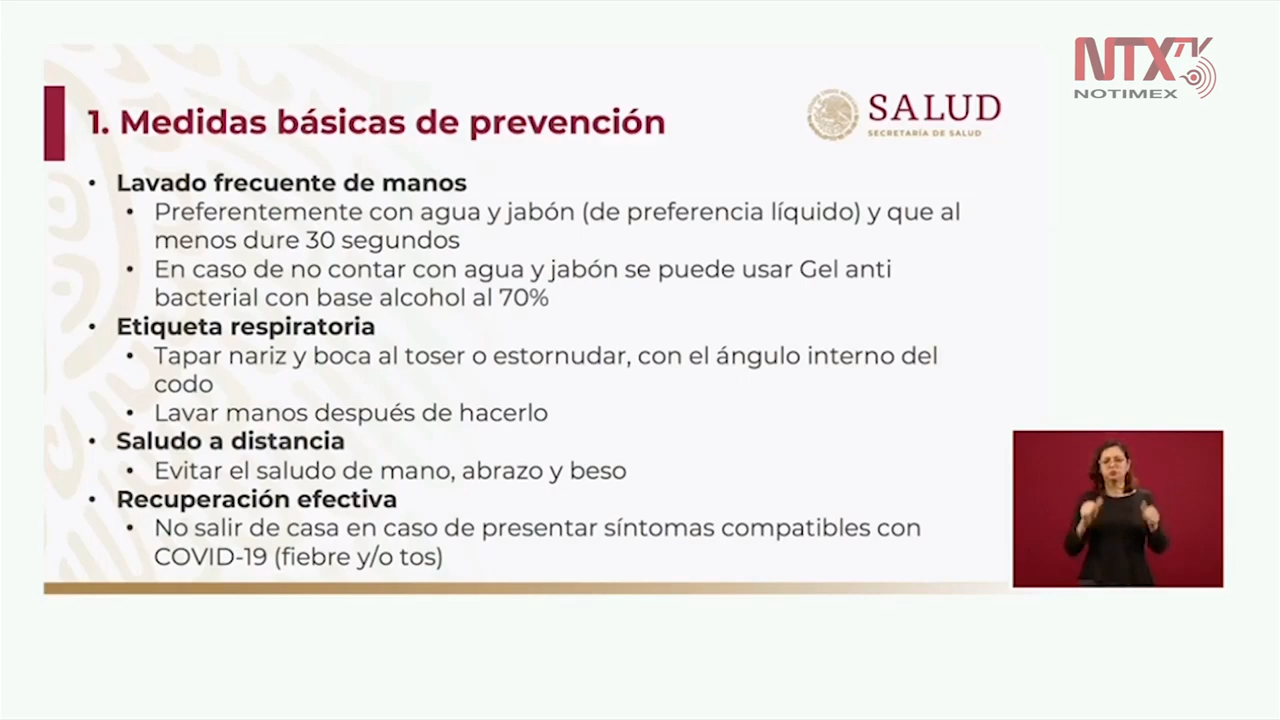 NTX TV
NOTIMEX
SALUD
SECRETARÍA DE SALUD
1. Medidas básicas de prevención
• Lavado frecuente de manos
• Preferentemente con agua y jabón (de preferencia líquido) y que al
menos dure 30 segundos
• En caso de no contar con agua y jabón se puede usar Gel anti
bacterial con base alcohol al 70%
• Etiqueta respiratoria
• Tapar nariz y boca al toser o estornudar, con el ángulo interno del
codo
• Lavar manos después de hacerlo
• Saludo a distancia
• Evitar el saludo de mano, abrazo y beso
• Recuperación efectiva
• No salir de casa en caso de presentar síntomas compatibles con
COVID-19 (fiebre y/o tos)